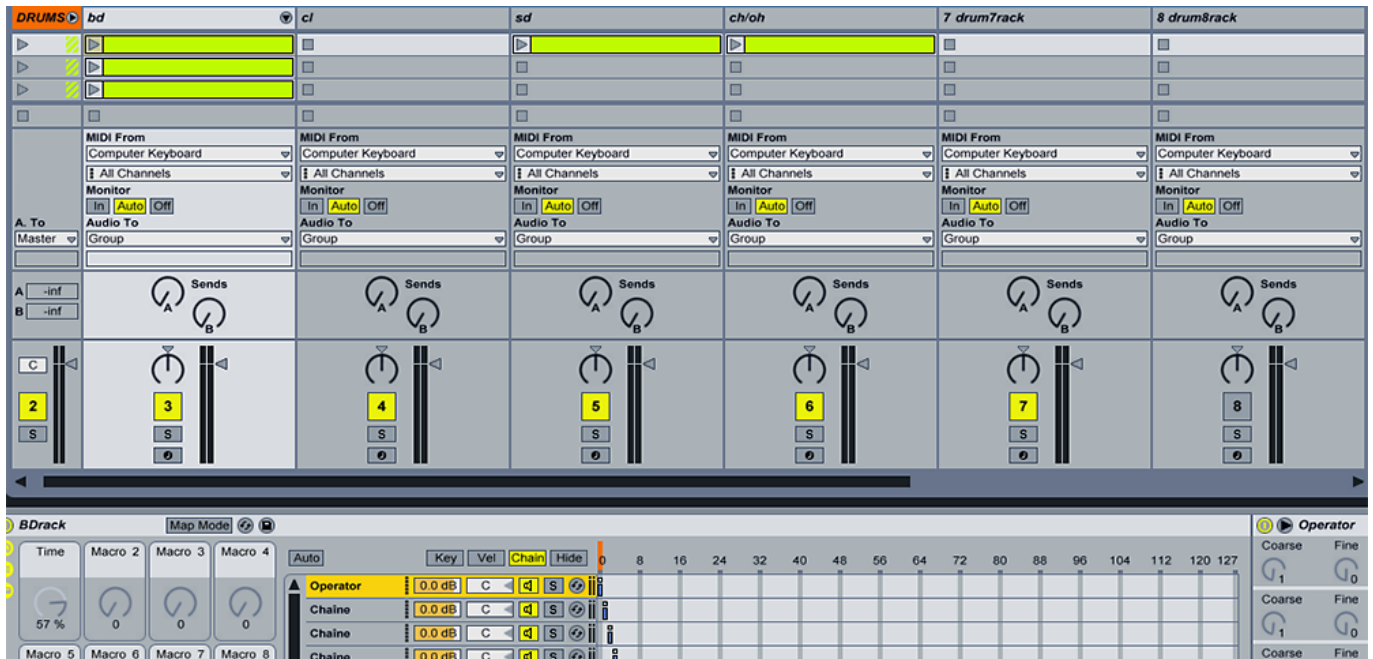 DRUMS bd cl sd ch/oh 7 drum7rack 8 drum8rack
MIDI From MIDI From MIDI From MIDI From MIDI From MIDI From
Computer Keyboard Computer Keyboard Computer Keyboard Computer Keyboard Computer Keyboard Computer Keyboard
All Channels All Channels All Channels All Channels All Channels All Channels
Monitor Monitor Monitor Monitor Monitor Monitor
In Auto Off In Auto Off In Auto Off In Auto Off In Auto Off In Auto Off
A. To Audio To Audio To Audio To Audio To Audio To Audio To
Master Group Group Group Group Group Group
Sends Sends Sends Sends Sends Sends
A -inf A A A A A A
B -inf B B B B B B
C
2 3 4 5 6 7 8
S S S S S S S
BDrack Map Mode Operator
Time Macro 2 Macro 3 Macro 4 Auto Key Vel Chain Hide 0 8 16 24 32 40 48 56 64 72 80 88 96 104 112 120 127 Coarse Fine
Operator 0.0 dB C S 1 0
Chaîne 0.0 dB C S Coarse Fine
57 % 0 0 0 Chaîne 0.0 dB C S 1 0
Macro 5 Macro 6 Macro 7 Macro 8 Chaîne 0.0 dB C S Coarse Fine